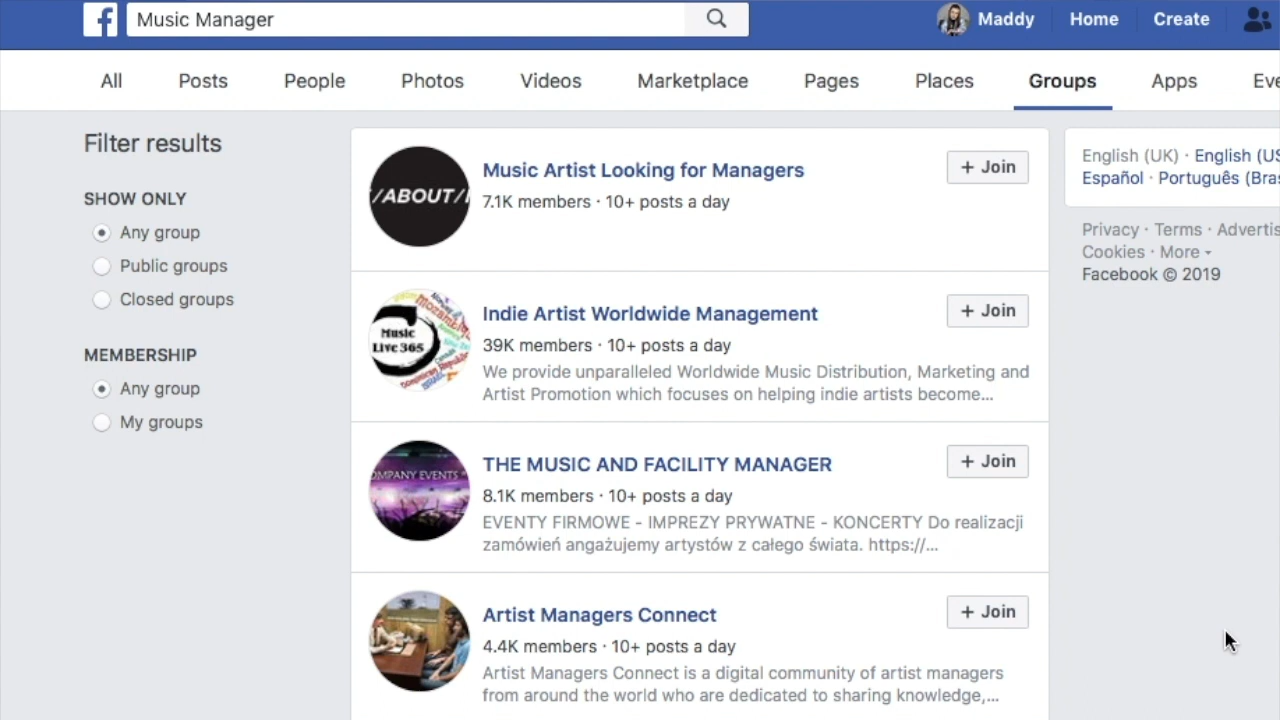 Music Manager
Maddy
Home
Create
All
Posts
People
Photos
Videos
Marketplace
Pages
Places
Groups
Apps
Filter results
SHOW ONLY
Any group
Public groups
Closed groups
MEMBERSHIP
Any group
My groups
/ABOUT/
Music Artist Looking for Managers
7.1K members · 10+ posts a day
+ Join
Music
Live 365
Indie Artist Worldwide Management
39K members · 10+ posts a day
We provide unparalleled Worldwide Music Distribution, Marketing and
Artist Promotion which focuses on helping indie artists become...
+ Join
COMPANY EVENTS
THE MUSIC AND FACILITY MANAGER
8.1K members · 10+ posts a day
EVENTY FIRMOWE - IMPREZY PRYWATNE - KONCERTY Do realizacji
zamówień angażujemy artystów z całego świata. https://...
+ Join
Artist Managers Connect
4.4K members · 10+ posts a day
Artist Managers Connect is a digital community of artist managers
from around the world who are dedicated to sharing knowledge,...
+ Join
English (UK) · English (US
Español · Português (Bras
Privacy · Terms · Advertis
Cookies · More
Facebook © 2019